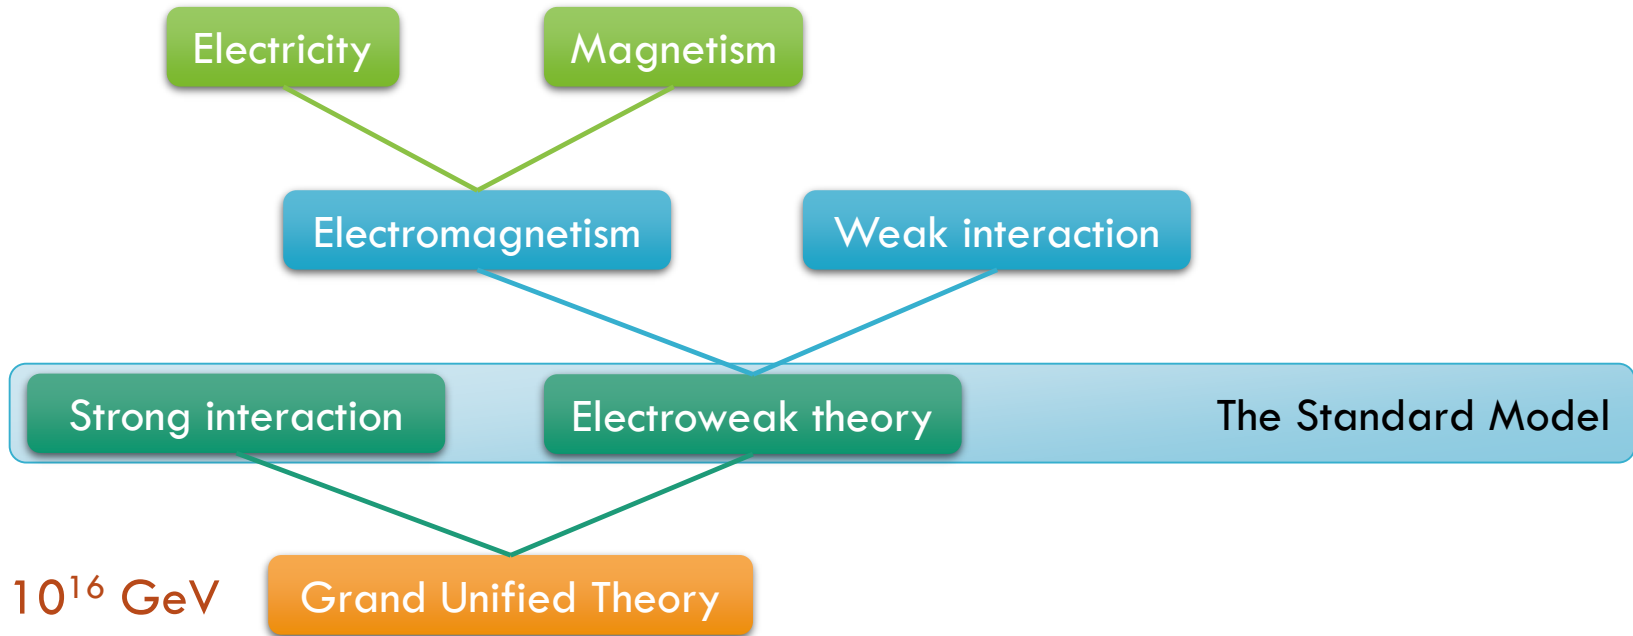 Electricity
Magnetism
Electromagnetism
Weak interaction
Strong interaction
Electroweak theory
The Standard Model
10¹⁶ GeV
Grand Unified Theory